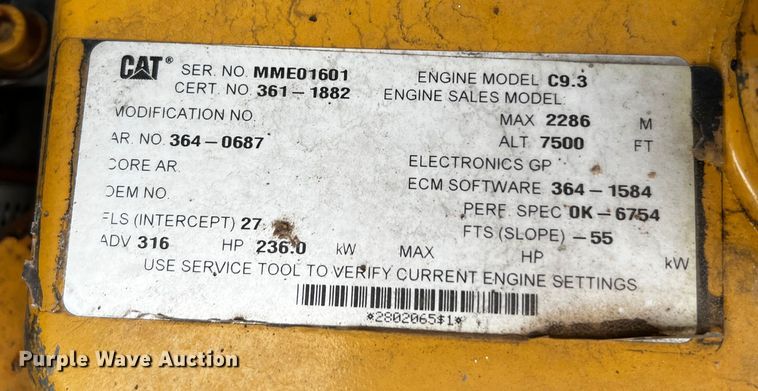 CAT® SER. NO. MME01601 ENGINE MODEL C9.3
CERT. NO. 361-1882 ENGINE SALES MODEL:
MODIFICATION NO. MAX 2286 M
AR. NO. 364-0687 ALT 7500 FT
CORE AR. ELECTRONICS GP
OEM NO. ECM SOFTWARE 364-1584
FLS (INTERCEPT) 27 PERF. SPEC 0K-6754
ADV 316 HP 236.0 kW MAX FTS (SLOPE) -55
HP kW
USE SERVICE TOOL TO VERIFY CURRENT ENGINE SETTINGS
*2802065$1*
Purple Wave Auction